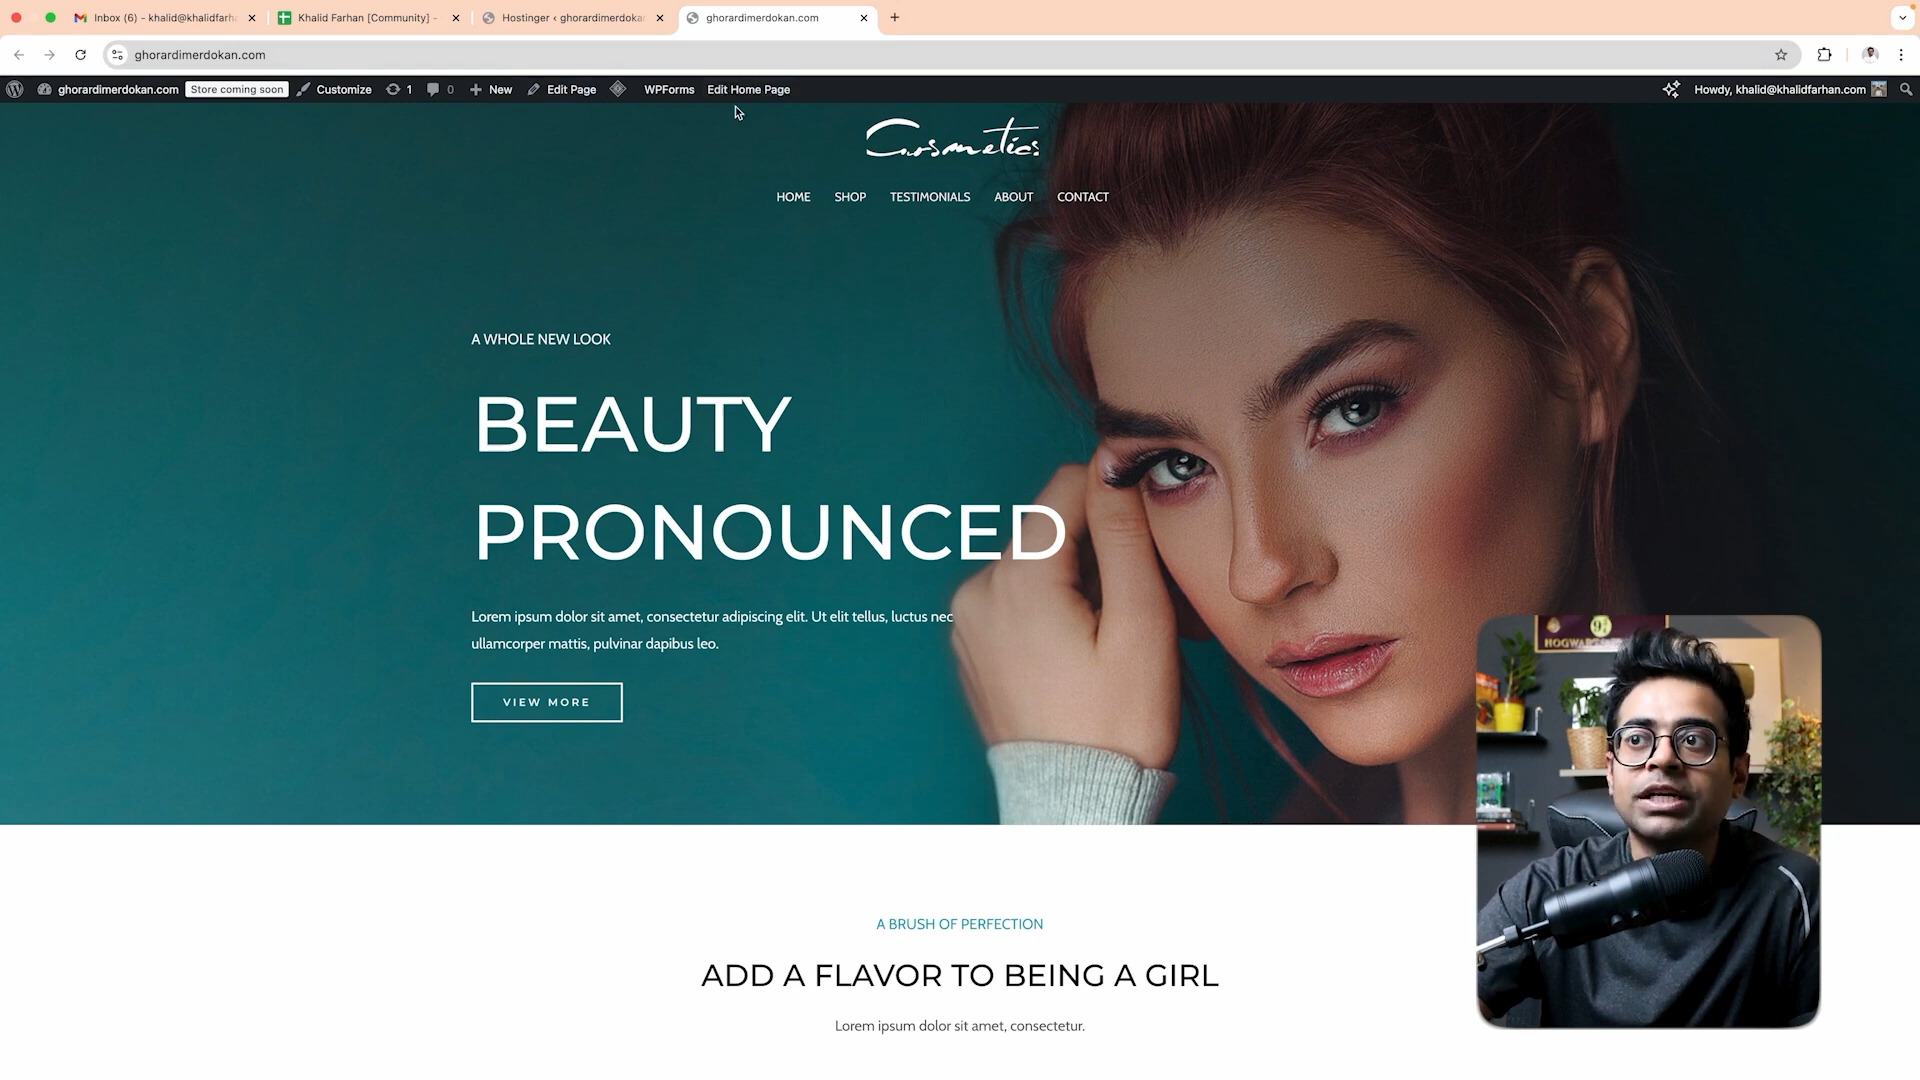 Inbox (6) - khalid@khalidfarh
Khalid Farhan [Community] -
Hostinger ‹ ghorardimerdoka
ghorardimerdokan.com
ghorardimerdokan.com
ghorardimerdokan.com Store coming soon Customize 1 0 New Edit Page WPForms Edit Home Page Howdy, khalid@khalidfarhan.com
Cosmetics
HOME SHOP TESTIMONIALS ABOUT CONTACT
A WHOLE NEW LOOK
BEAUTY
PRONOUNCED
Lorem ipsum dolor sit amet, consectetur adipiscing elit. Ut elit tellus, luctus nec
ullamcorper mattis, pulvinar dapibus leo.
VIEW MORE
A BRUSH OF PERFECTION
ADD A FLAVOR TO BEING A GIRL
Lorem ipsum dolor sit amet, consectetur.